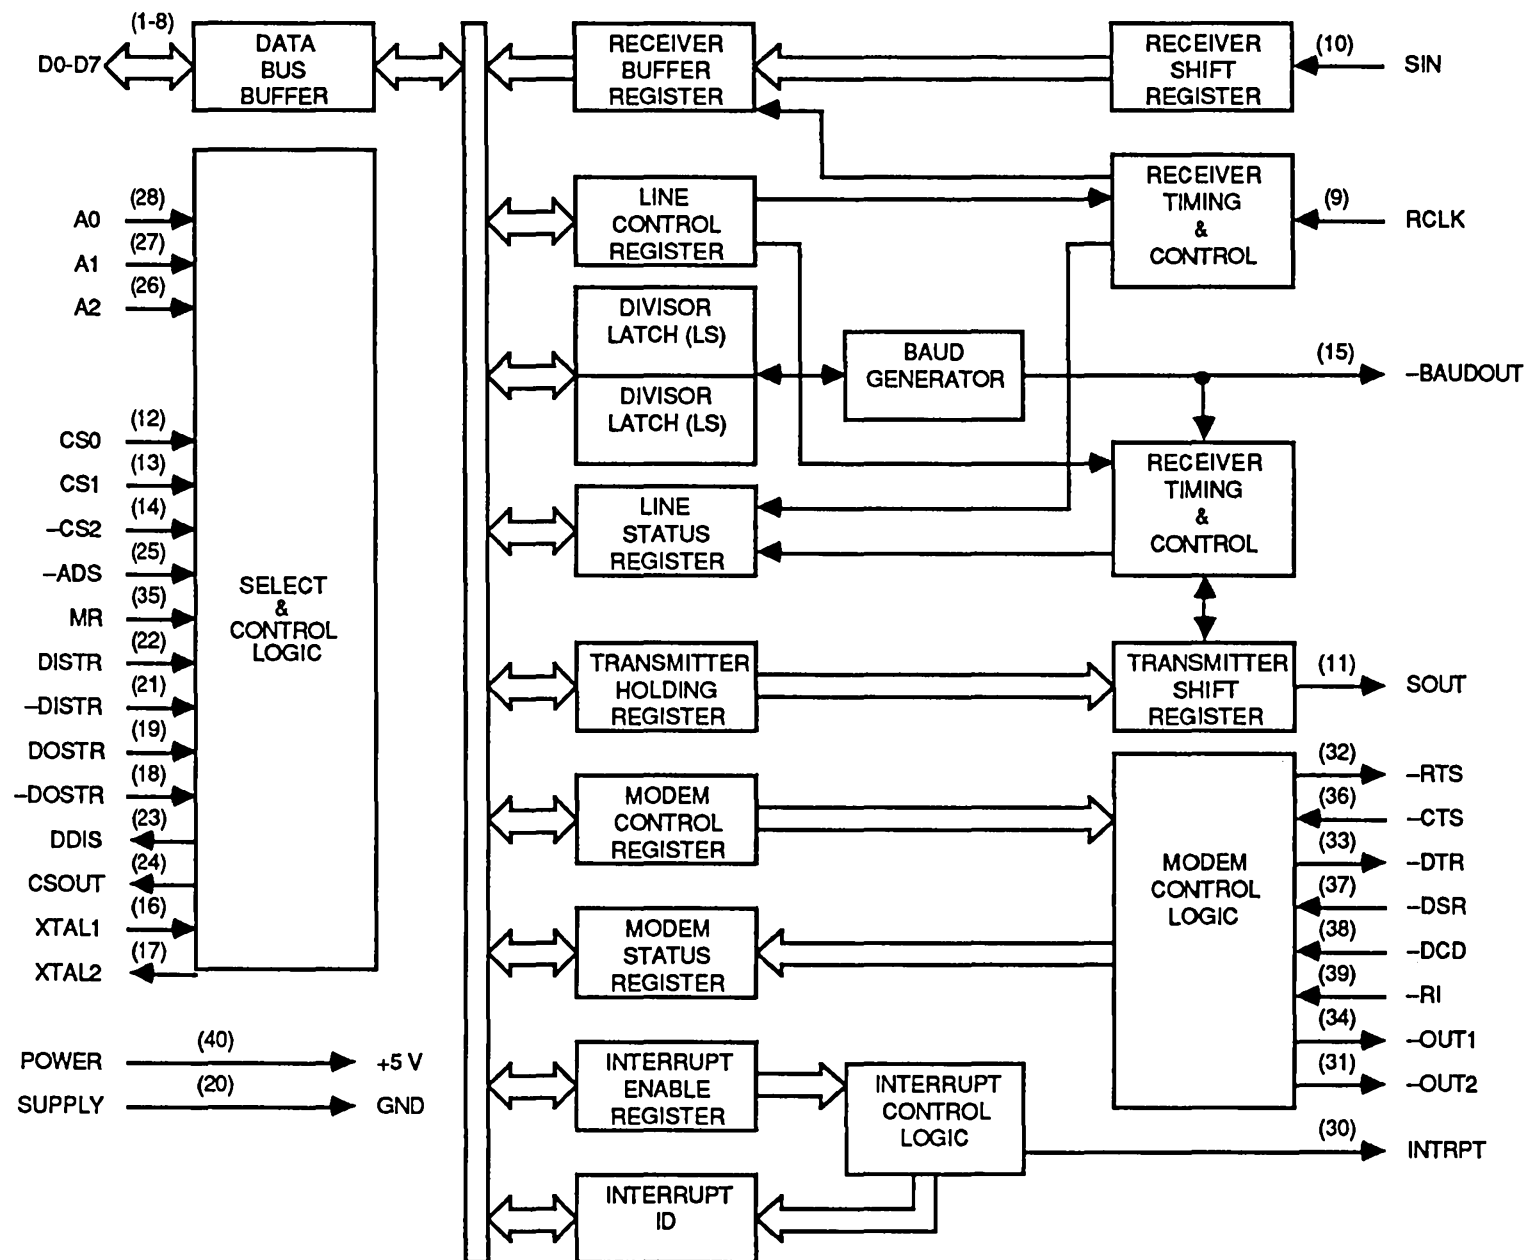 (1-8)
D0-D7
DATA
BUS
BUFFER
RECEIVER
BUFFER
REGISTER
RECEIVER
SHIFT
REGISTER
(10)
SIN
(28)
A0
(27)
A1
(26)
A2
(12)
CS0
(13)
CS1
(14)
–CS2
(25)
–ADS
(35)
MR
(22)
DISTR
(21)
–DISTR
(19)
DOSTR
(18)
–DOSTR
(23)
DDIS
(24)
CSOUT
(16)
XTAL1
(17)
XTAL2
SELECT
&
CONTROL
LOGIC
POWER
(40)
+5 V
SUPPLY
(20)
GND
LINE
CONTROL
REGISTER
RECEIVER
TIMING
&
CONTROL
(9)
RCLK
DIVISOR
LATCH (LS)
DIVISOR
LATCH (LS)
BAUD
GENERATOR
(15)
–BAUDOUT
RECEIVER
TIMING
&
CONTROL
LINE
STATUS
REGISTER
TRANSMITTER
HOLDING
REGISTER
TRANSMITTER
SHIFT
REGISTER
(11)
SOUT
MODEM
CONTROL
REGISTER
MODEM
STATUS
REGISTER
MODEM
CONTROL
LOGIC
(32)
–RTS
(36)
–CTS
(33)
–DTR
(37)
–DSR
(38)
–DCD
(39)
–RI
(34)
–OUT1
(31)
–OUT2
INTERRUPT
ENABLE
REGISTER
INTERRUPT
CONTROL
LOGIC
(30)
INTRPT
INTERRUPT
ID